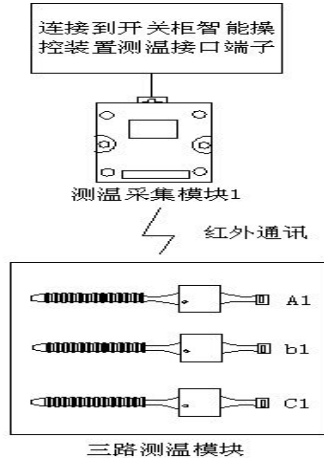 连接到开关柜智能操
控装置测温接口端子
测温采集模块1
红外通讯
A1
b1
C1
三路测温模块